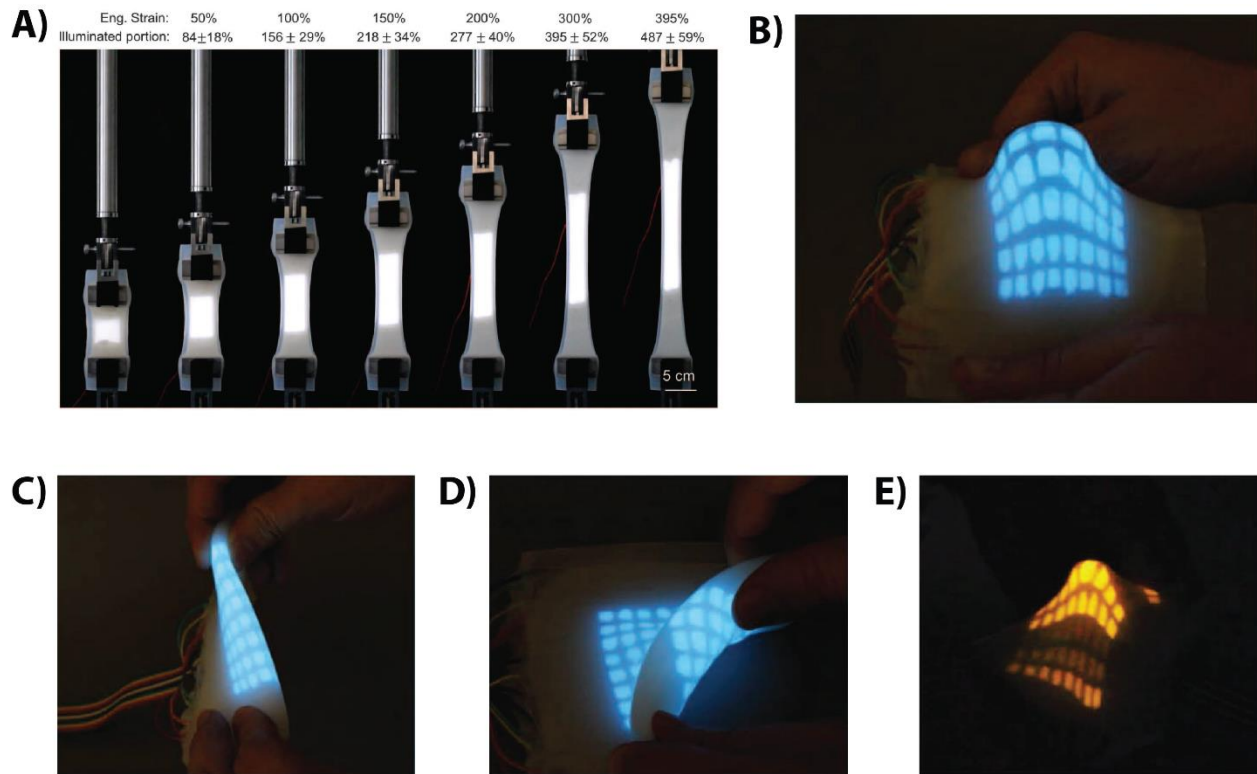 A)
Eng. Strain: 50% 100% 150% 200% 300% 395%
Illuminated portion: 84±18% 156 ± 29% 218 ± 34% 277 ± 40% 395 ± 52% 487 ± 59%
5 cm
B)
C)
D)
E)